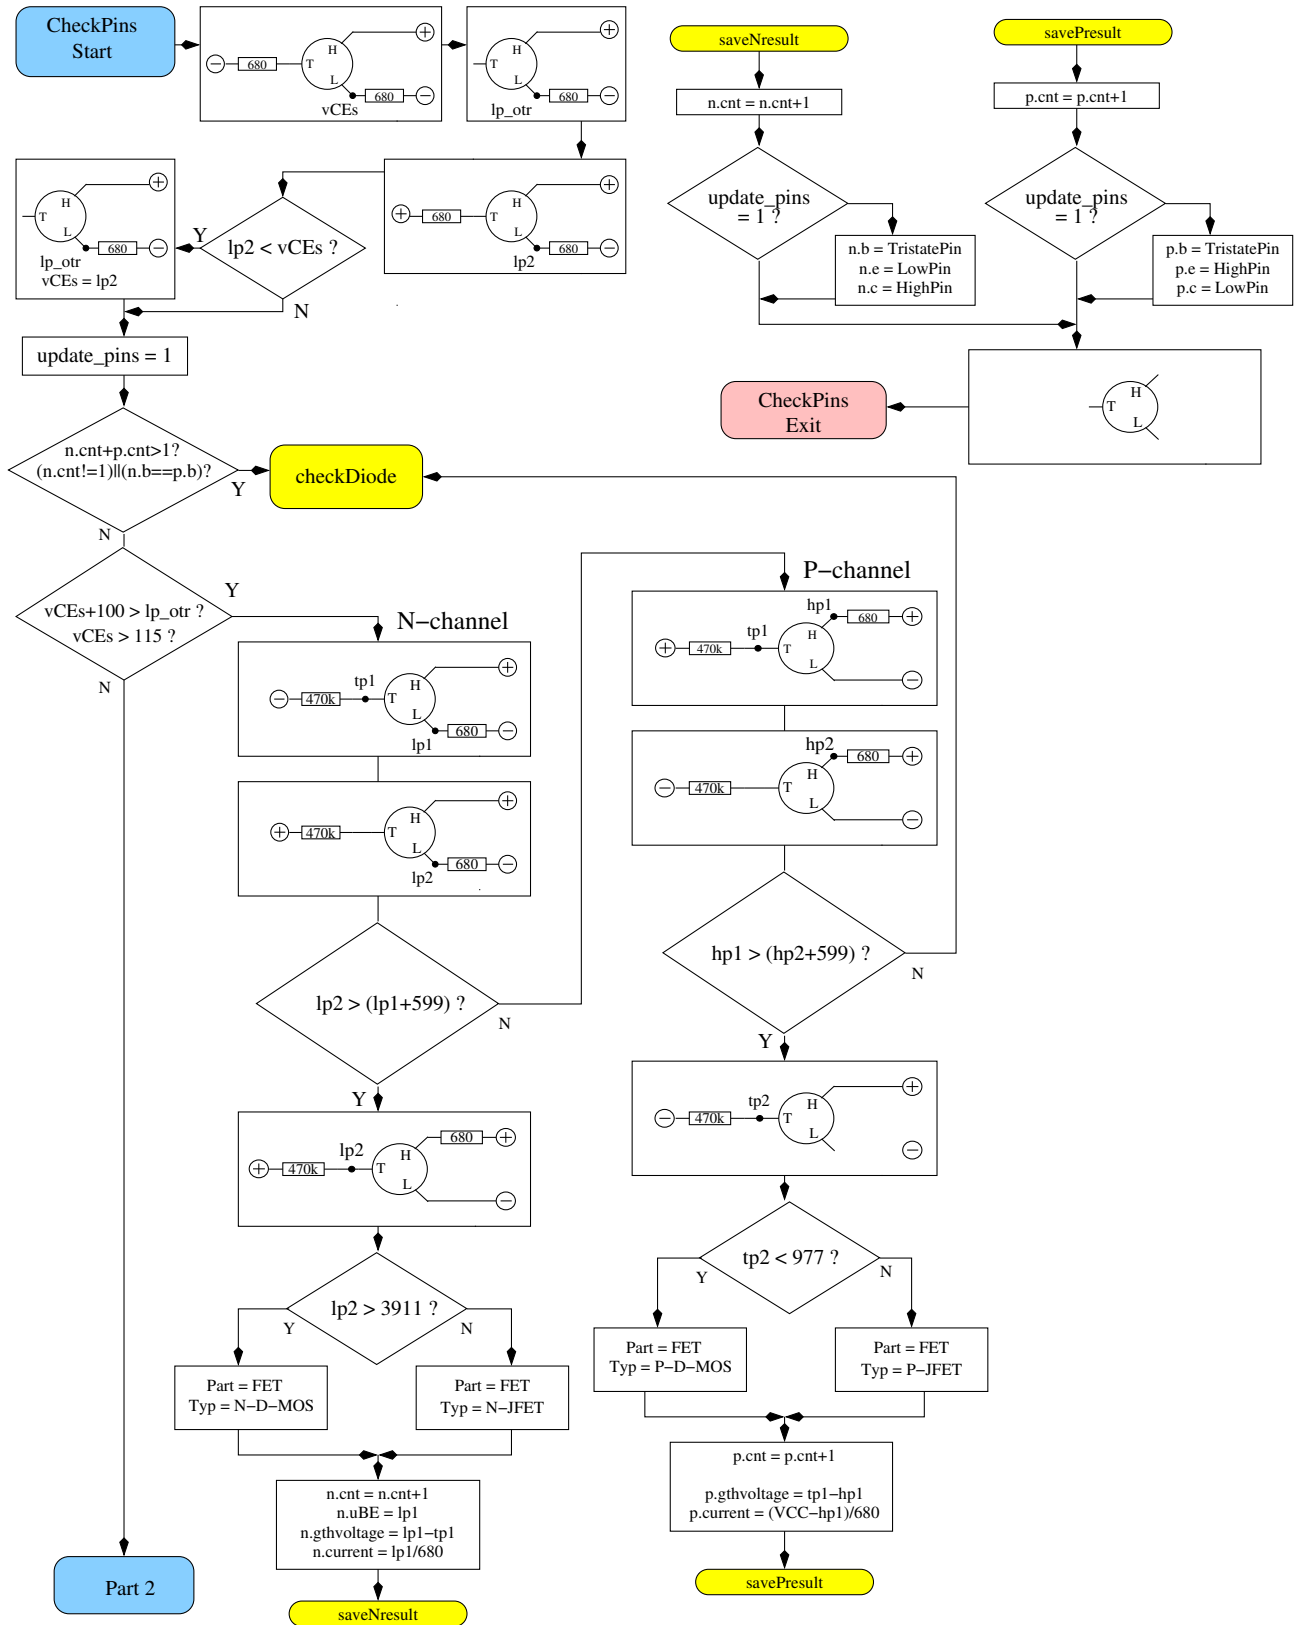 CheckPins
Start
H
T
L
680
680
vCEs
H
T
L
680
lp_otr
saveNresult
n.cnt = n.cnt+1
update_pins
= 1 ?
n.b = TristatePin
n.e = LowPin
n.c = HighPin
savePresult
p.cnt = p.cnt+1
update_pins
= 1 ?
p.b = TristatePin
p.e = HighPin
p.c = LowPin
H
T
L
680
lp_otr
vCEs = lp2
Y
lp2 < vCEs ?
N
H
T
L
680
680
lp2
update_pins = 1
H
T
L
CheckPins
Exit
n.cnt+p.cnt>1?
(n.cnt!=1)||(n.b==p.b)?
Y
N
checkDiode
vCEs+100 > lp_otr ?
vCEs > 115 ?
Y
N
N−channel
tp1
H
470k
T
L
680
lp1
H
470k
T
L
680
lp2
lp2 > (lp1+599) ?
N
Y
lp2
680
H
470k
T
L
lp2 > 3911 ?
Y
N
Part = FET
Typ = N−D−MOS
Part = FET
Typ = N−JFET
n.cnt = n.cnt+1
n.uBE = lp1
n.gthvoltage = lp1−tp1
n.current = lp1/680
saveNresult
P−channel
hp1
680
tp1
H
470k
T
L
hp2
680
H
470k
T
L
hp1 > (hp2+599) ?
N
Y
tp2
H
470k
T
L
tp2 < 977 ?
Y
N
Part = FET
Typ = P−D−MOS
Part = FET
Typ = P−JFET
p.cnt = p.cnt+1
p.gthvoltage = tp1−hp1
p.current = (VCC−hp1)/680
savePresult
Part 2